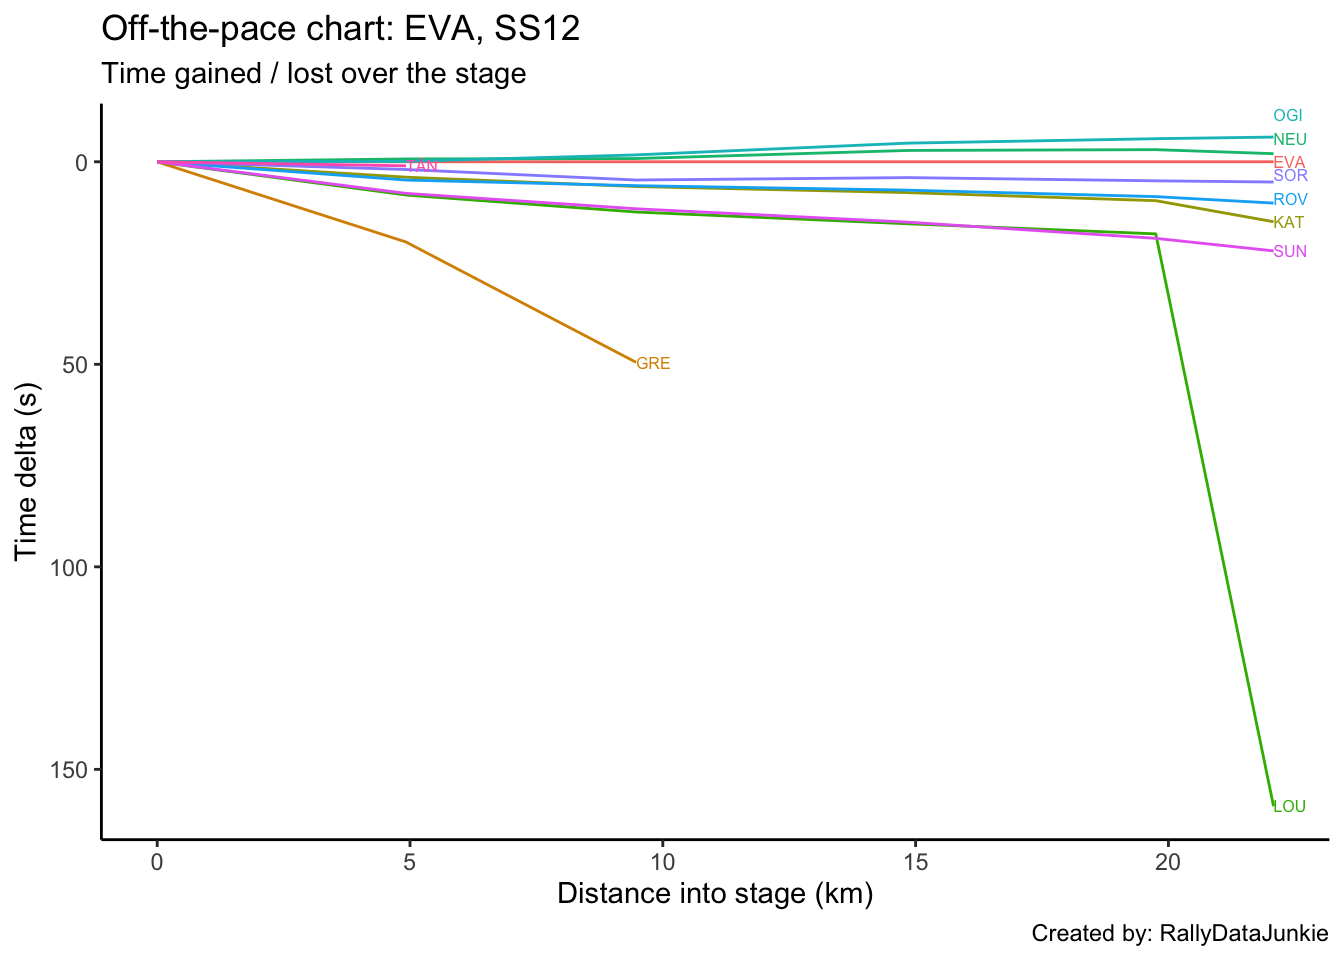 Off-the-pace chart: EVA, SS12
Time gained / lost over the stage
OGI
NEU
EVA
SOR
ROV
KAT
SUN
TAN
GRE
LOU
0
50
100
150
Time delta (s)
0
5
10
15
20
Distance into stage (km)
Created by: RallyDataJunkie